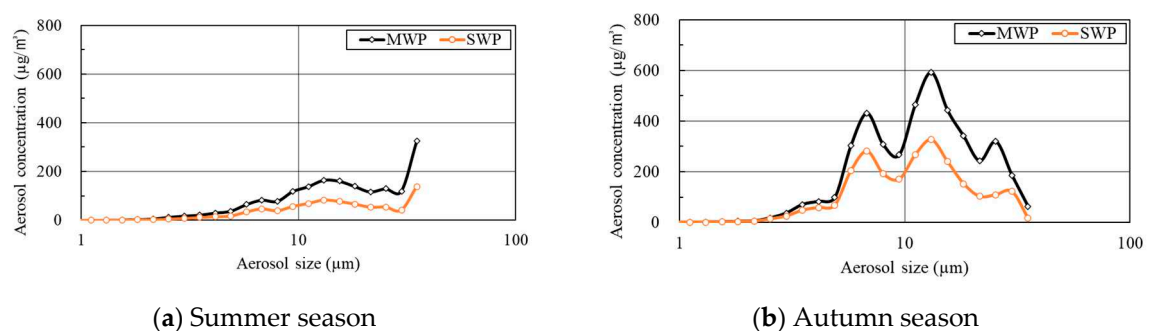 Aerosol concentration (µg/m³)
800
600
400
200
0
MWP
SWP
1
10
100
Aerosol size (µm)
(a) Summer season
Aerosol concentration (µg/m³)
800
600
400
200
0
MWP
SWP
1
10
100
Aerosol size (µm)
(b) Autumn season